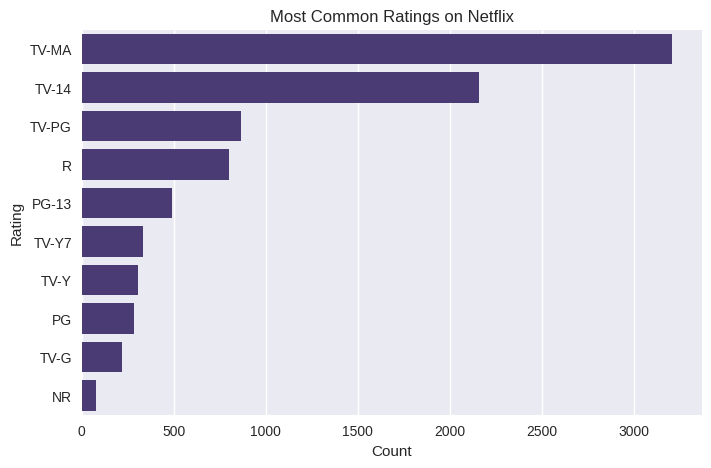 Most Common Ratings on Netflix
TV-MA
TV-14
TV-PG
R
PG-13
TV-Y7
TV-Y
PG
TV-G
NR
Rating
0 500 1000 1500 2000 2500 3000
Count